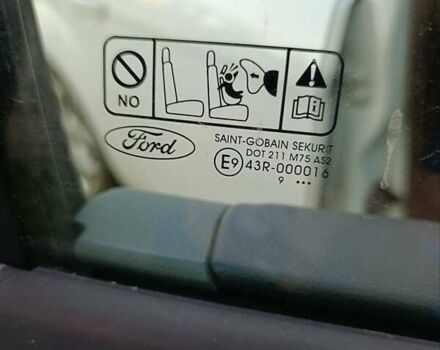 NO
Ford
SAINT-GOBAIN SEKURIT
DOT 211 M75 AS2
E9 43R-000016
9 ...